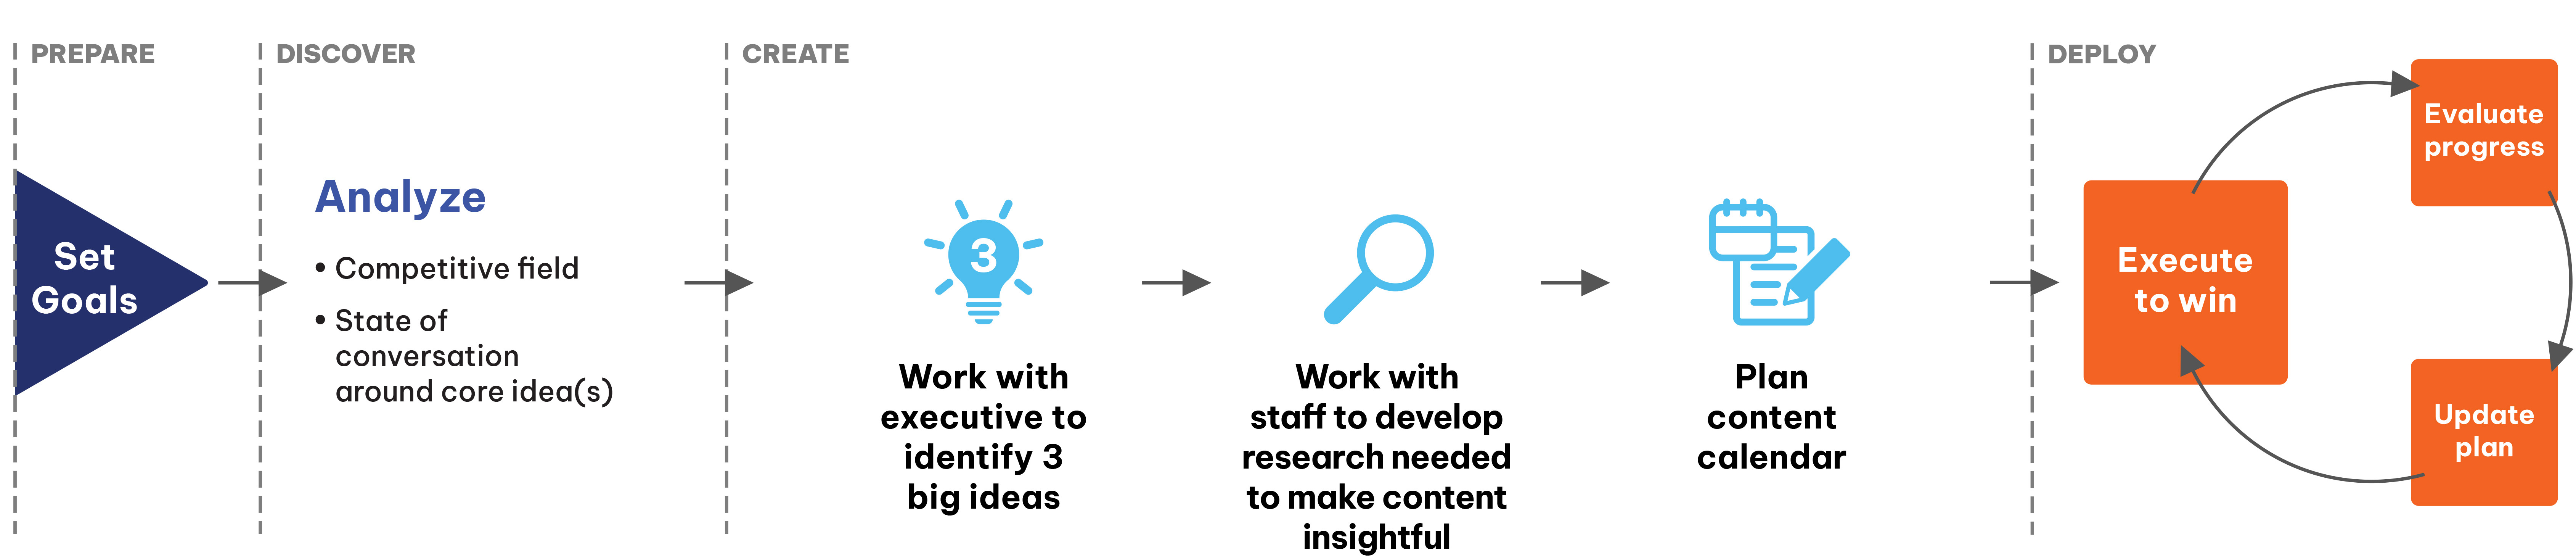 PREPARE
DISCOVER
CREATE
DEPLOY
Set
Goals
Analyze
• Competitive field
• State of
conversation
around core idea(s)
3
Work with
executive to
identify 3
big ideas
Work with
staff to develop
research needed
to make content
insightful
Plan
content
calendar
Execute
to win
Evaluate
progress
Update
plan